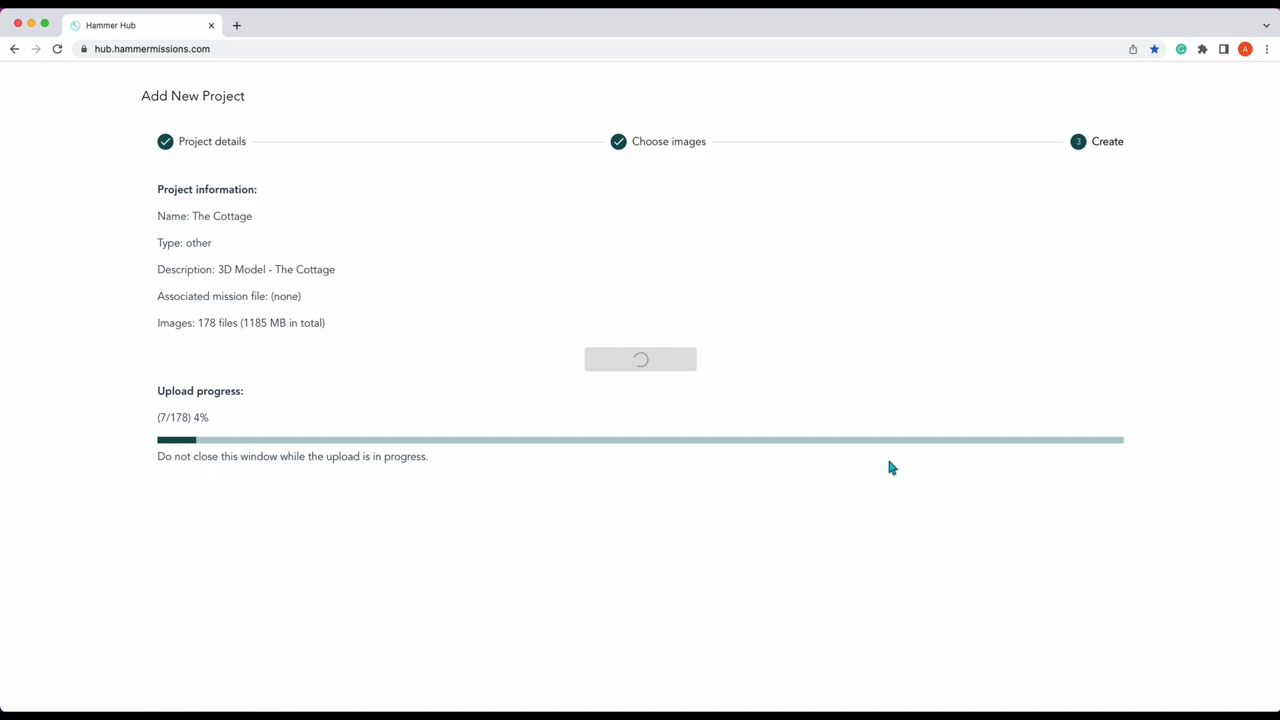 Hammer Hub
hub.hammermissions.com
A
Add New Project
Project details
Choose images
3 Create
Project information:
Name: The Cottage
Type: other
Description: 3D Model - The Cottage
Associated mission file: (none)
Images: 178 files (1185 MB in total)
Upload progress:
(7/178) 4%
Do not close this window while the upload is in progress.